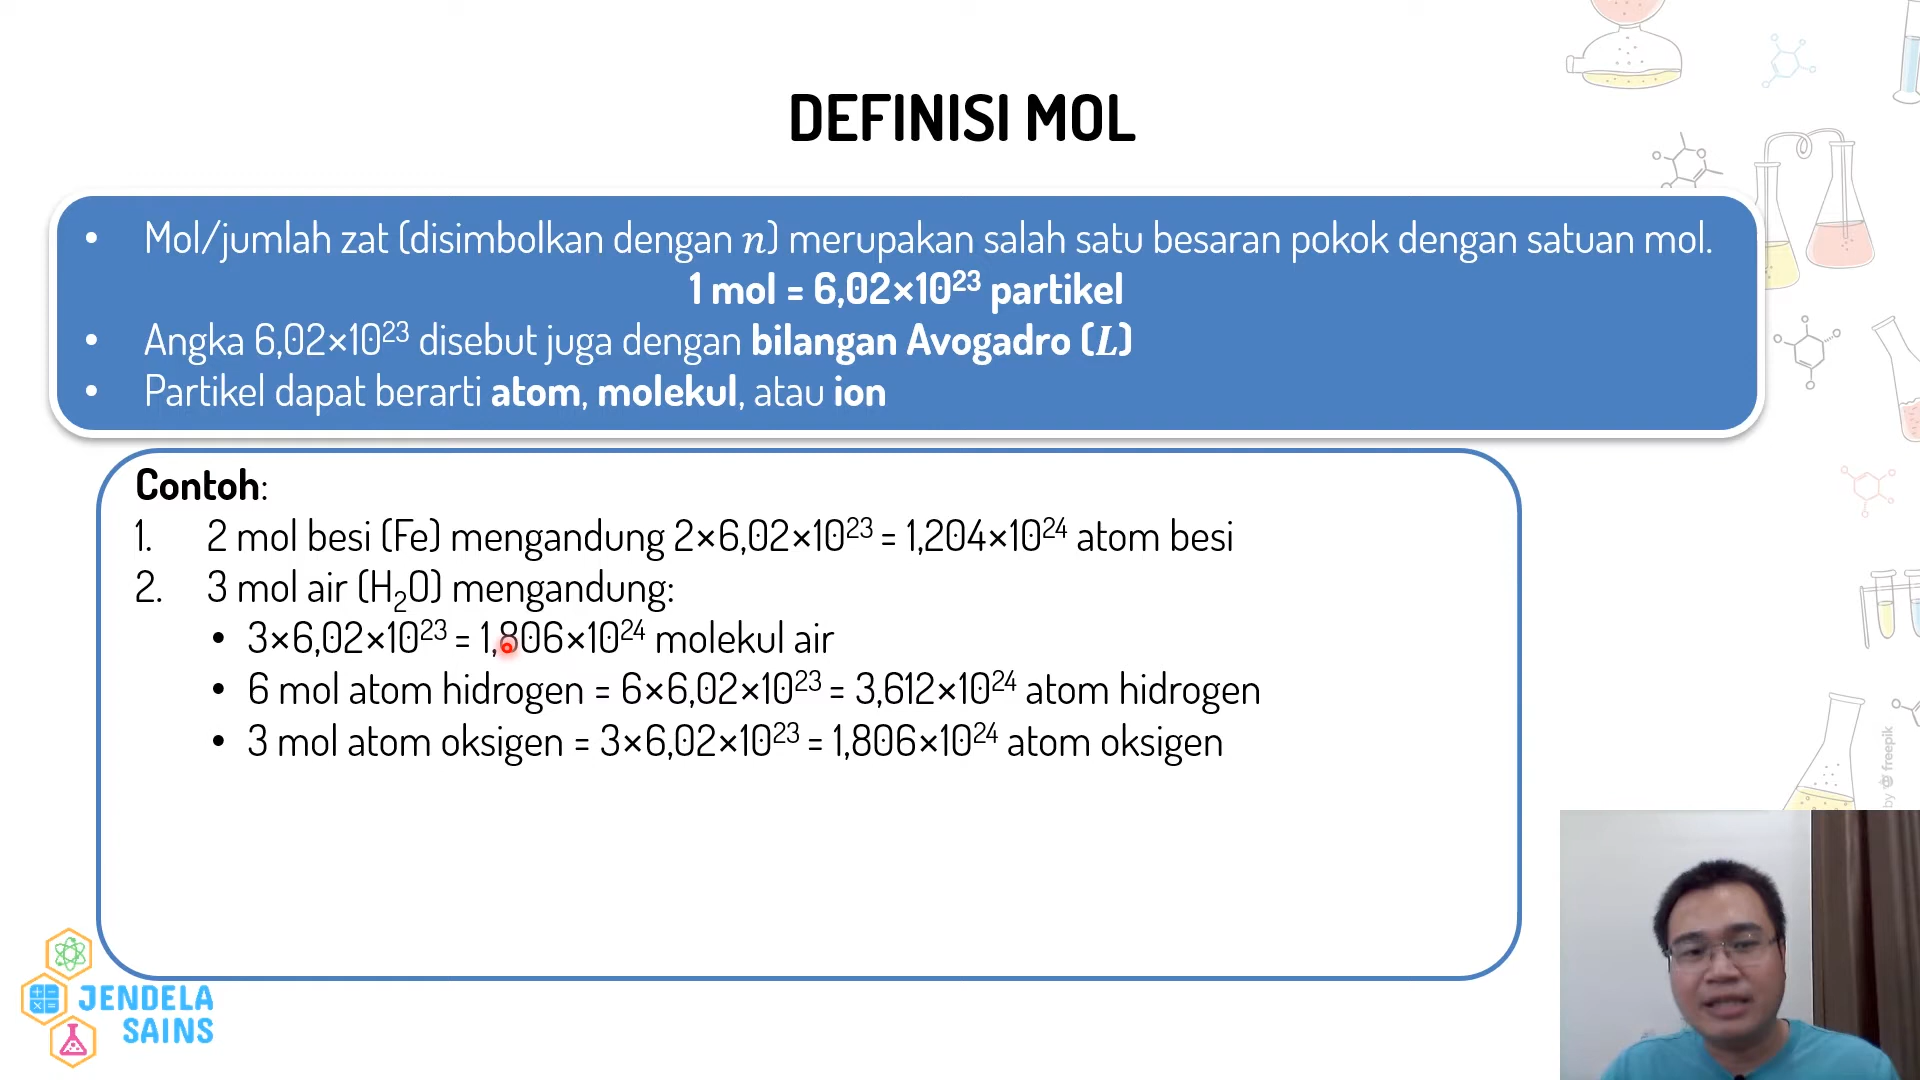 DEFINISI MOL
• Mol/jumlah zat (disimbolkan dengan n) merupakan salah satu besaran pokok dengan satuan mol.
1 mol = 6,02×10²³ partikel
• Angka 6,02×10²³ disebut juga dengan bilangan Avogadro (L)
• Partikel dapat berarti atom, molekul, atau ion
Contoh:
1. 2 mol besi (Fe) mengandung 2×6,02×10²³ = 1,204×10²⁴ atom besi
2. 3 mol air (H₂O) mengandung:
• 3×6,02×10²³ = 1,806×10²⁴ molekul air
• 6 mol atom hidrogen = 6×6,02×10²³ = 3,612×10²⁴ atom hidrogen
• 3 mol atom oksigen = 3×6,02×10²³ = 1,806×10²⁴ atom oksigen
by freepik
JENDELA
SAINS